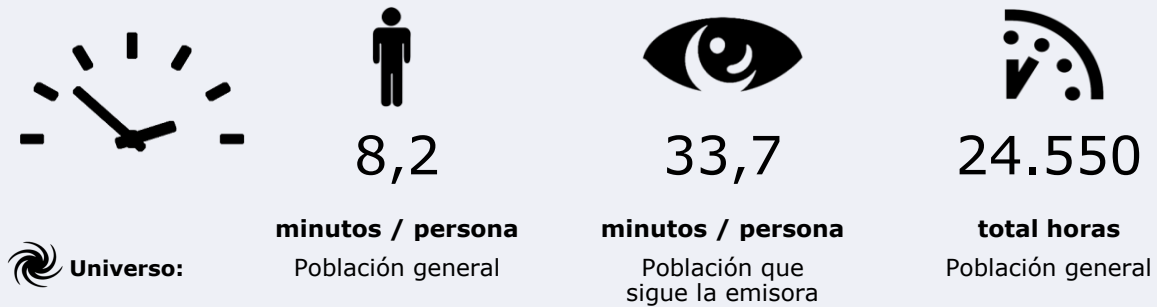 8,2
33,7
24.550
minutos / persona
minutos / persona
total horas
Universo:
Población general
Población que
sigue la emisora
Población general